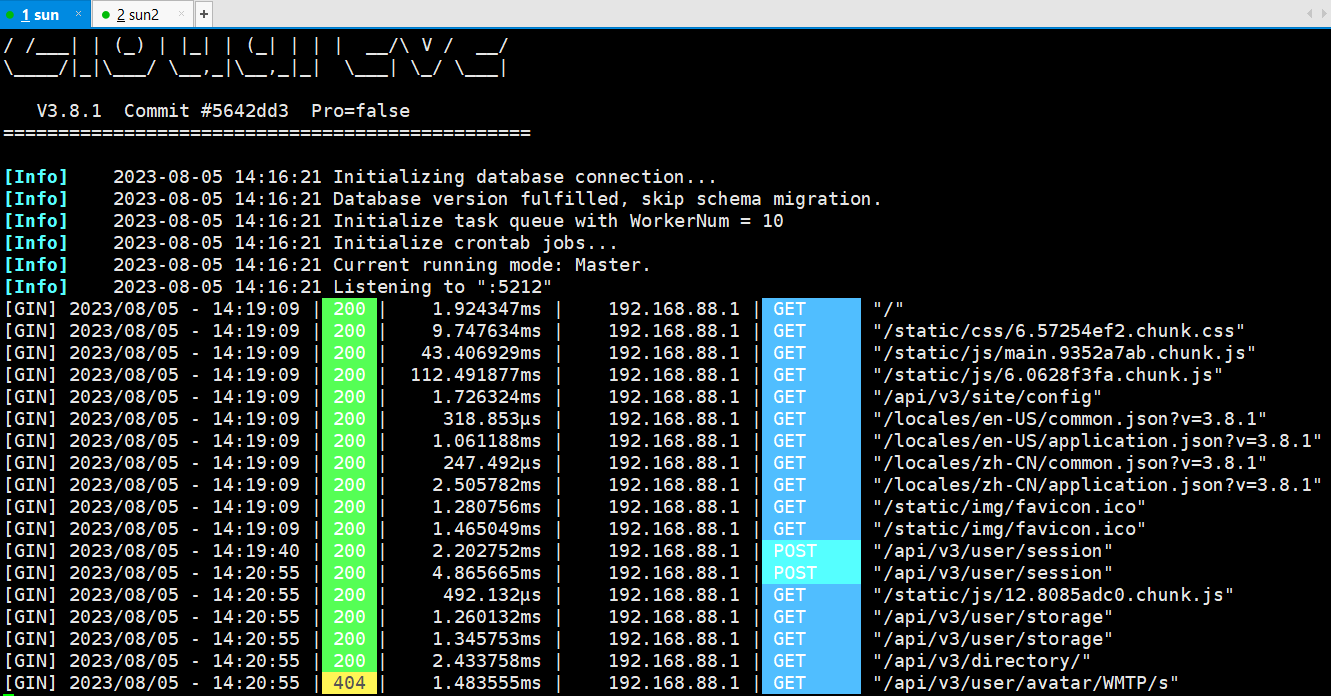 1 sun × 2 sun2 × +
/ /___| | (_) | |_| | (_| | | |  __/\ V /  __/
\____/|_|\___/ \__,_|\__,_|_|  \___| \_/ \___|
V3.8.1  Commit #5642dd3  Pro=false
================================================
[Info]    2023-08-05 14:16:21 Initializing database connection...
[Info]    2023-08-05 14:16:21 Database version fulfilled, skip schema migration.
[Info]    2023-08-05 14:16:21 Initialize task queue with WorkerNum = 10
[Info]    2023-08-05 14:16:21 Initialize crontab jobs...
[Info]    2023-08-05 14:16:21 Current running mode: Master.
[Info]    2023-08-05 14:16:21 Listening to ":5212"
[GIN] 2023/08/05 - 14:19:09 | 200 |    1.924347ms |    192.168.88.1 | GET      "/"
[GIN] 2023/08/05 - 14:19:09 | 200 |    9.747634ms |    192.168.88.1 | GET      "/static/css/6.57254ef2.chunk.css"
[GIN] 2023/08/05 - 14:19:09 | 200 |   43.406929ms |    192.168.88.1 | GET      "/static/js/main.9352a7ab.chunk.js"
[GIN] 2023/08/05 - 14:19:09 | 200 |  112.491877ms |    192.168.88.1 | GET      "/static/js/6.0628f3fa.chunk.js"
[GIN] 2023/08/05 - 14:19:09 | 200 |    1.726324ms |    192.168.88.1 | GET      "/api/v3/site/config"
[GIN] 2023/08/05 - 14:19:09 | 200 |     318.853µs |    192.168.88.1 | GET      "/locales/en-US/common.json?v=3.8.1"
[GIN] 2023/08/05 - 14:19:09 | 200 |    1.061188ms |    192.168.88.1 | GET      "/locales/en-US/application.json?v=3.8.1"
[GIN] 2023/08/05 - 14:19:09 | 200 |     247.492µs |    192.168.88.1 | GET      "/locales/zh-CN/common.json?v=3.8.1"
[GIN] 2023/08/05 - 14:19:09 | 200 |    2.505782ms |    192.168.88.1 | GET      "/locales/zh-CN/application.json?v=3.8.1"
[GIN] 2023/08/05 - 14:19:09 | 200 |    1.280756ms |    192.168.88.1 | GET      "/static/img/favicon.ico"
[GIN] 2023/08/05 - 14:19:09 | 200 |    1.465049ms |    192.168.88.1 | GET      "/static/img/favicon.ico"
[GIN] 2023/08/05 - 14:19:40 | 200 |    2.202752ms |    192.168.88.1 | POST     "/api/v3/user/session"
[GIN] 2023/08/05 - 14:20:55 | 200 |    4.865665ms |    192.168.88.1 | POST     "/api/v3/user/session"
[GIN] 2023/08/05 - 14:20:55 | 200 |     492.132µs |    192.168.88.1 | GET      "/static/js/12.8085adc0.chunk.js"
[GIN] 2023/08/05 - 14:20:55 | 200 |    1.260132ms |    192.168.88.1 | GET      "/api/v3/user/storage"
[GIN] 2023/08/05 - 14:20:55 | 200 |    1.345753ms |    192.168.88.1 | GET      "/api/v3/user/storage"
[GIN] 2023/08/05 - 14:20:55 | 200 |    2.433758ms |    192.168.88.1 | GET      "/api/v3/directory/"
[GIN] 2023/08/05 - 14:20:55 | 404 |    1.483555ms |    192.168.88.1 | GET      "/api/v3/user/avatar/WMTP/s"